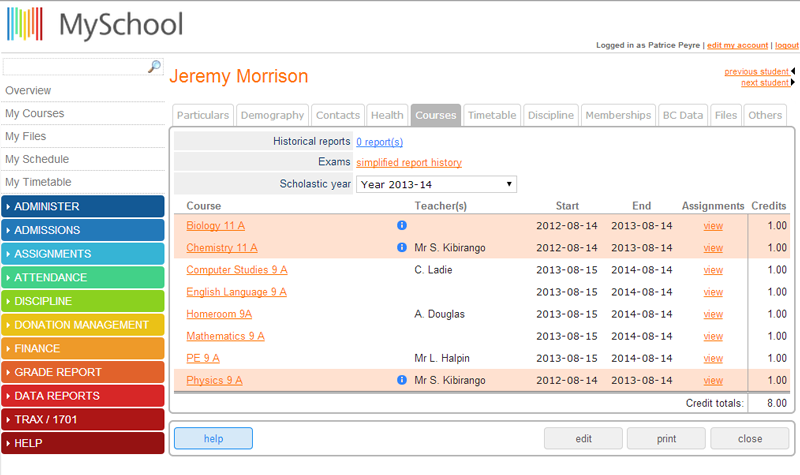 MySchool
Logged in as Patrice Peyre | edit my account | logout
Jeremy Morrison
previous student
next student
Overview
My Courses
My Files
My Schedule
My Timetable
ADMINISTER
ADMISSIONS
ASSIGNMENTS
ATTENDANCE
DISCIPLINE
DONATION MANAGEMENT
FINANCE
GRADE REPORT
DATA REPORTS
TRAX / 1701
HELP
Particulars Demography Contacts Health Courses Timetable Discipline Memberships BC Data Files Others
Historical reports 0 report(s)
Exams simplified report history
Scholastic year Year 2013-14
Course Teacher(s) Start End Assignments Credits
Biology 11 A 2012-08-14 2013-08-14 view 1.00
Chemistry 11 A Mr S. Kibirango 2012-08-14 2013-08-14 view 1.00
Computer Studies 9 A C. Ladie 2013-08-15 2014-08-14 view 1.00
English Language 9 A 2013-08-15 2014-08-14 view 1.00
Homeroom 9A A. Douglas 2013-08-15 2014-08-14 view 1.00
Mathematics 9 A 2013-08-15 2014-08-14 view 1.00
PE 9 A Mr L. Halpin 2013-08-15 2014-08-14 view 1.00
Physics 9 A Mr S. Kibirango 2012-08-14 2013-08-14 view 1.00
Credit totals: 8.00
help edit print close